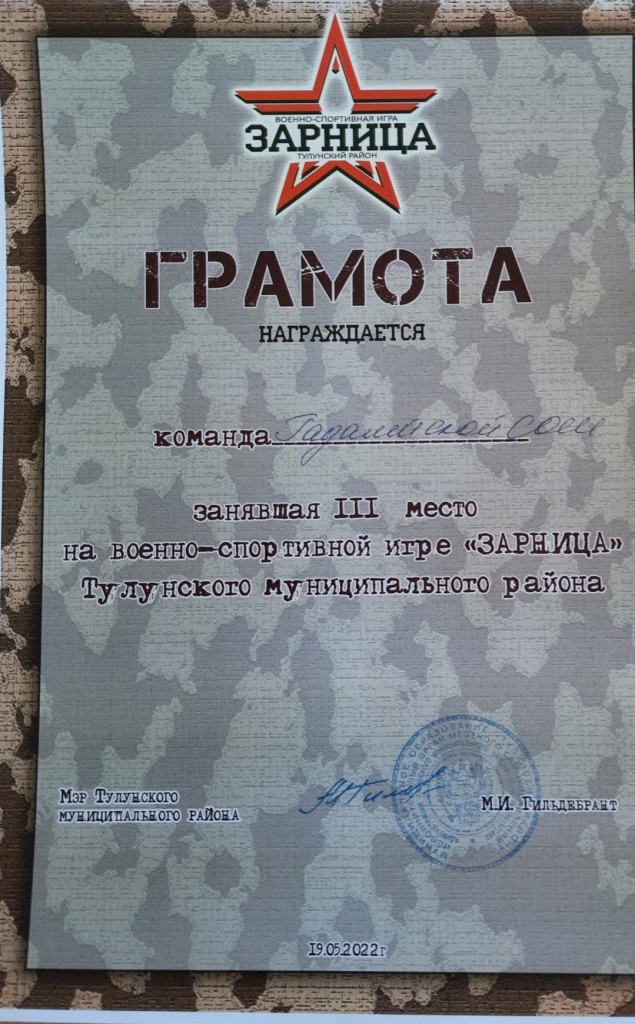 ВОЕННО-СПОРТИВНАЯ ИГРА
ЗАРНИЦА
ТУЛУНСКИЙ РАЙОН
ГРАМОТА
НАГРАЖДАЕТСЯ
команда Гадалейской СОШ
занявшая III место
на военно-спортивной игре «ЗАРНИЦА»
Тулунского муниципального района
Мэр Тулунского
муниципального района
М.И. Гильдебрант
19.05.2022г